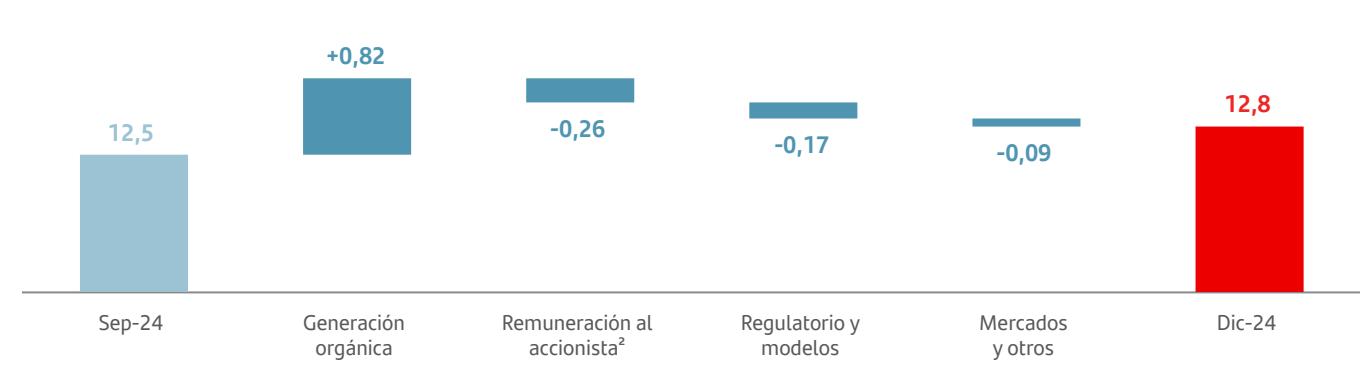 +0,82
12,5
-0,26
-0,17
-0,09
12,8
Sep-24
Generación
orgánica
Remuneración al
accionista²
Regulatorio y
modelos
Mercados
y otros
Dic-24